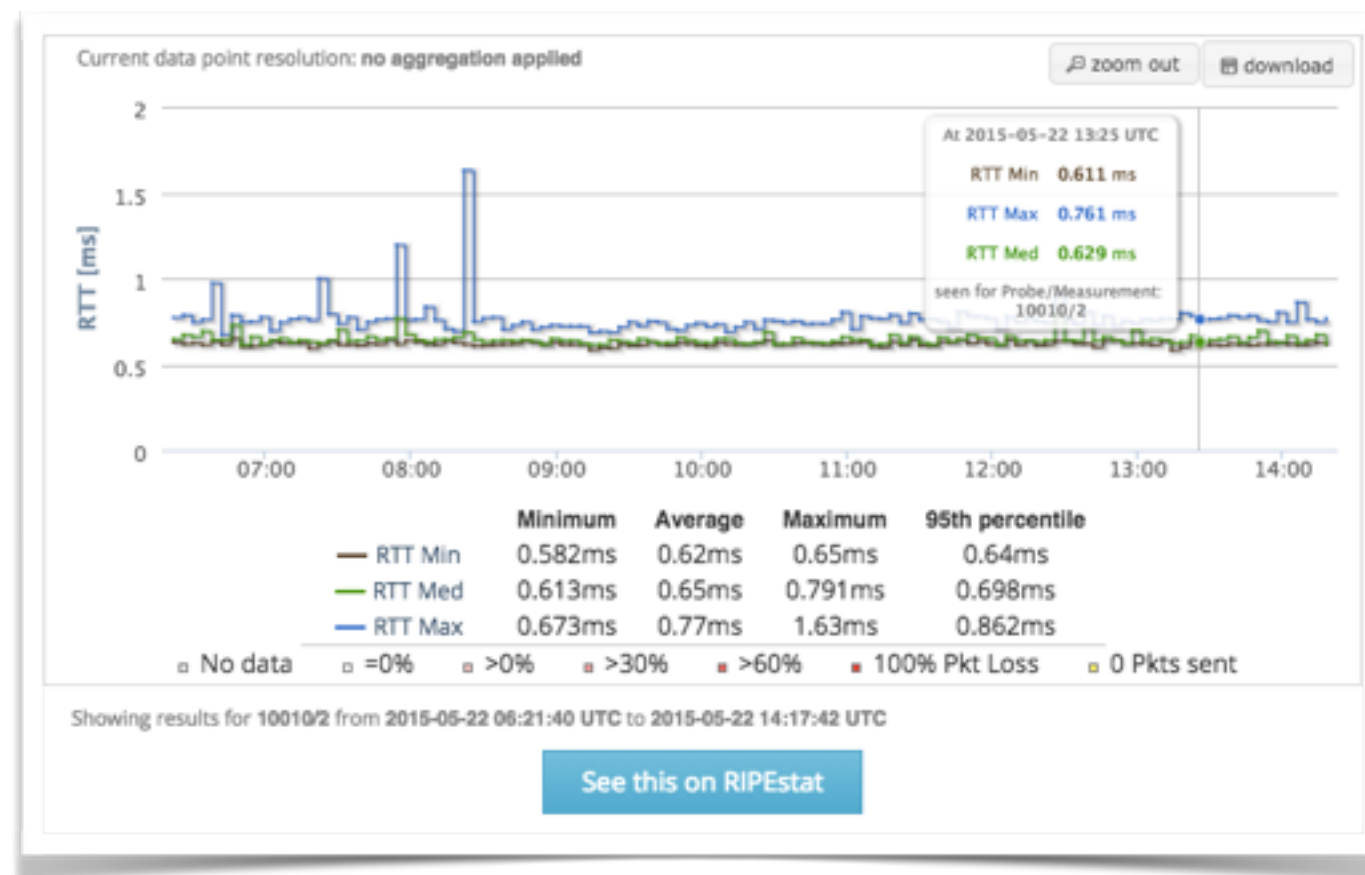 Current data point resolution: no aggregation applied
zoom out
download
2
1.5
1
0.5
0
RTT [ms]
At 2015-05-22 13:25 UTC
RTT Min 0.611 ms
RTT Max 0.761 ms
RTT Med 0.629 ms
seen for Probe/Measurement:
10010/2
07:00 08:00 09:00 10:00 11:00 12:00 13:00 14:00
Minimum Average Maximum 95th percentile
RTT Min 0.582ms 0.62ms 0.65ms 0.64ms
RTT Med 0.613ms 0.65ms 0.791ms 0.698ms
RTT Max 0.673ms 0.77ms 1.63ms 0.862ms
No data =0% >0% >30% >60% 100% Pkt Loss 0 Pkts sent
Showing results for 10010/2 from 2015-05-22 06:21:40 UTC to 2015-05-22 14:17:42 UTC
See this on RIPEstat